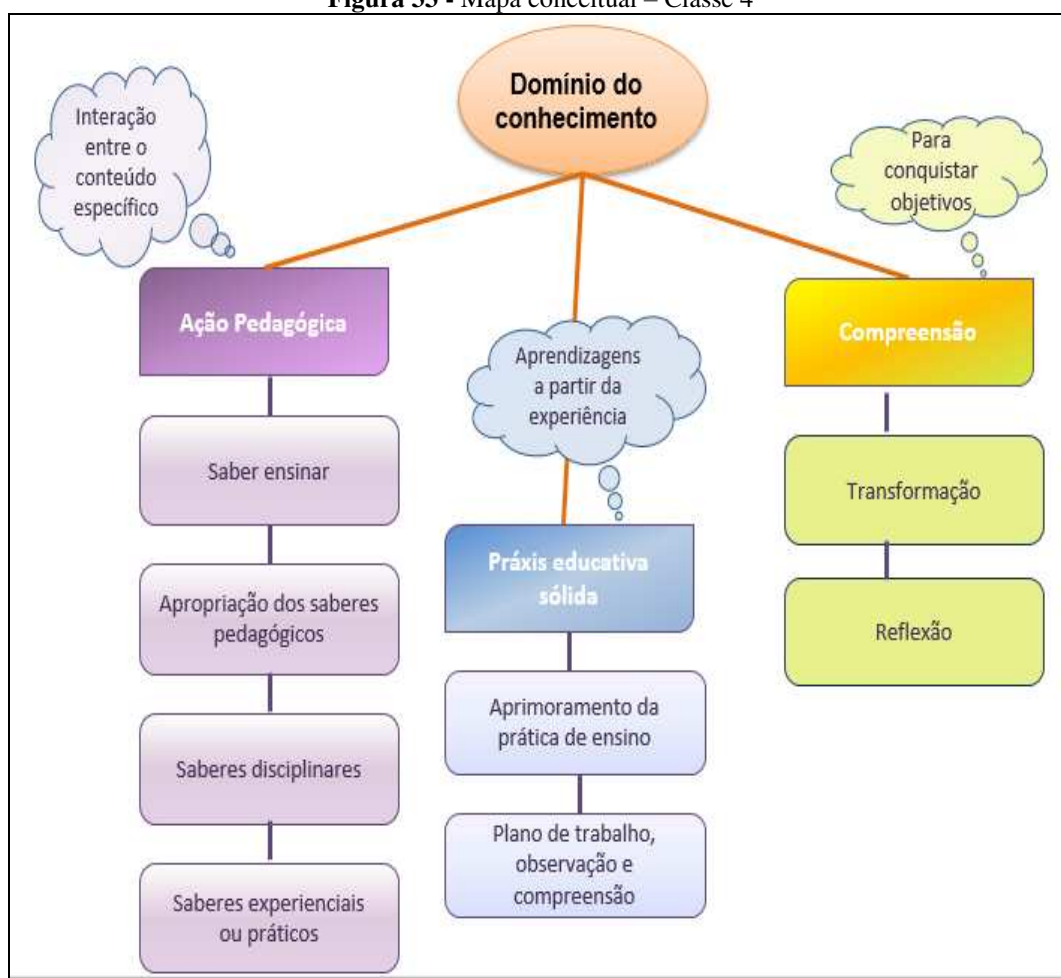 Figura 33 - Mapa conceitual – Classe 4
Domínio do
conhecimento
Interação
entre o
conteúdo
específico
Para
conquistar
objetivos
Ação Pedagógica
Saber ensinar
Apropriação dos saberes
pedagógicos
Saberes disciplinares
Saberes experienciais
ou práticos
Aprendizagens
a partir da
experiência
Práxis educativa
sólida
Aprimoramento da
prática de ensino
Plano de trabalho,
observação e
compreensão
Compreensão
Transformação
Reflexão